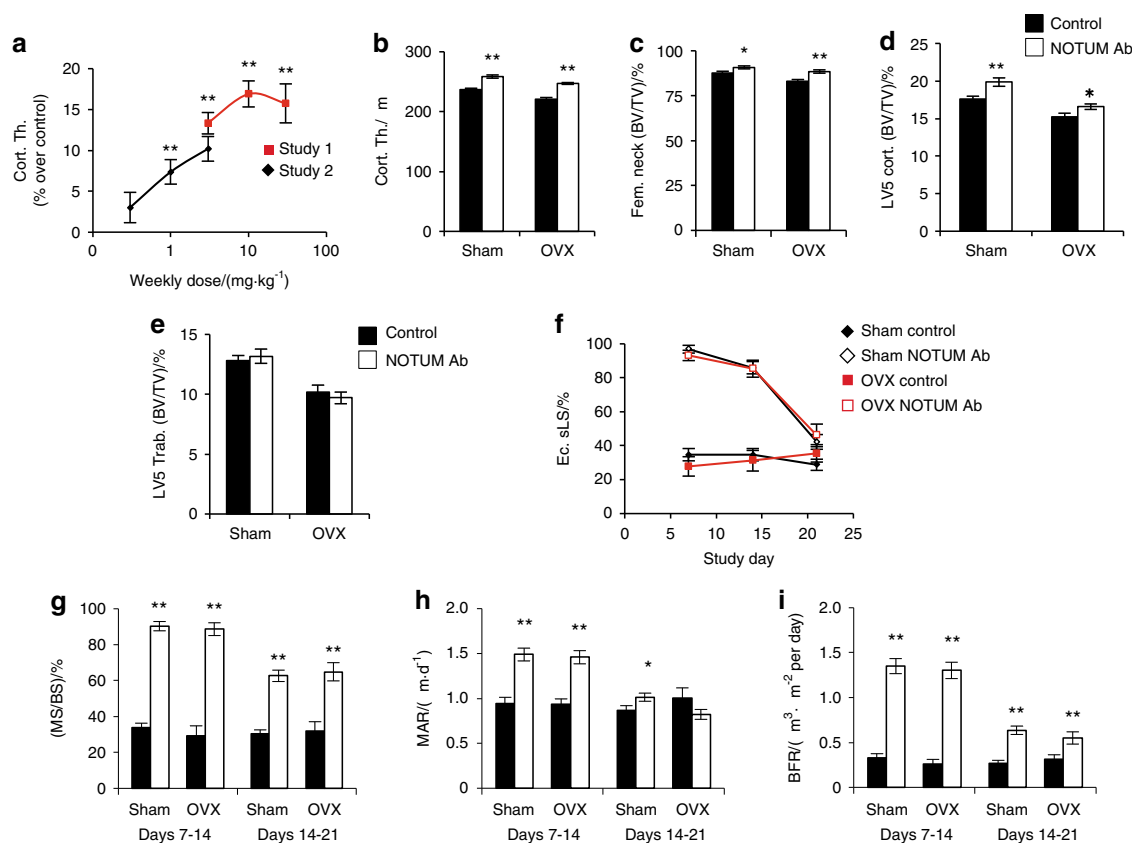 a
Cort. Th.
(% over control)
20
15
10
5
0
**
**
**
**
Study 1
Study 2
0
1
10
100
Weekly dose/(mg·kg-1)
b
Cort. Th./ m
300
200
100
0
**
**
Sham
OVX
c
Fem. neck (BV/TV)/%
100
75
50
25
0
*
**
Sham
OVX
d
Control
NOTUM Ab
LV5 cort. (BV/TV)/%
25
20
15
10
5
0
**
*
Sham
OVX
e
Control
NOTUM Ab
LV5 Trab. (BV/TV)/%
15
10
5
0
Sham
OVX
f
Ec. sLS/%
100
80
60
40
20
0
0
5
10
15
20
25
Study day
Sham control
Sham NOTUM Ab
OVX control
OVX NOTUM Ab
g
(MS/BS)/%
100
80
60
40
20
0
**
**
**
**
Sham OVX Sham OVX
Days 7-14 Days 14-21
h
MAR/( m·d-1)
2.0
1.5
1.0
0.5
0.0
**
**
*
Sham OVX Sham OVX
Days 7-14 Days 14-21
i
BFR/( m3· m-2 per day)
2.0
1.5
1.0
0.5
0
**
**
**
**
Sham OVX Sham OVX
Days 7-14 Days 14-21